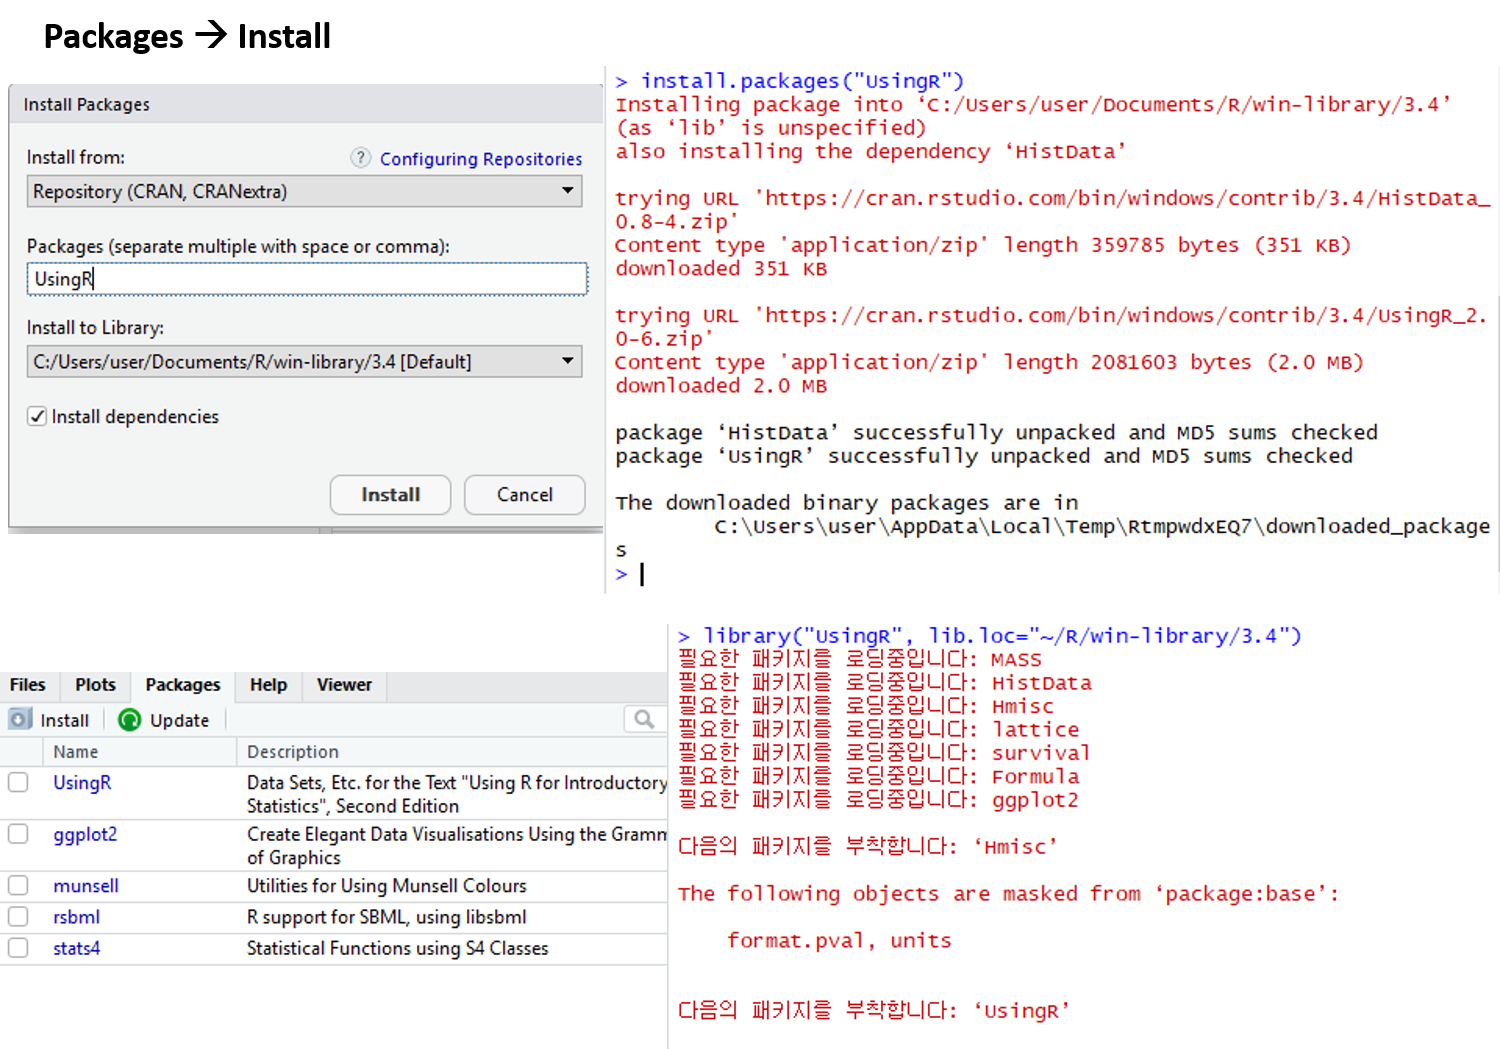 Packages → Install
Install Packages
Install from:
? Configuring Repositories
Repository (CRAN, CRANextra)
Packages (separate multiple with space or comma):
UsingR
Install to Library:
C:/Users/user/Documents/R/win-library/3.4 [Default]
Install dependencies
Install Cancel
> install.packages("UsingR")
Installing package into ‘C:/Users/user/Documents/R/win-library/3.4’
(as ‘lib’ is unspecified)
also installing the dependency ‘HistData’
trying URL 'https://cran.rstudio.com/bin/windows/contrib/3.4/HistData_
0.8-4.zip'
Content type 'application/zip' length 359785 bytes (351 KB)
downloaded 351 KB
trying URL 'https://cran.rstudio.com/bin/windows/contrib/3.4/UsingR_2.
0-6.zip'
Content type 'application/zip' length 2081603 bytes (2.0 MB)
downloaded 2.0 MB
package ‘HistData’ successfully unpacked and MD5 sums checked
package ‘UsingR’ successfully unpacked and MD5 sums checked
The downloaded binary packages are in
C:\Users\user\AppData\Local\Temp\RtmpwdxEQ7\downloaded_package
s
>
Files Plots Packages Help Viewer
Install Update
Name Description
UsingR Data Sets, Etc. for the Text "Using R for Introductory
Statistics", Second Edition
ggplot2 Create Elegant Data Visualisations Using the Gramm
of Graphics
munsell Utilities for Using Munsell Colours
rsbml R support for SBML, using libsbml
stats4 Statistical Functions using S4 Classes
> library("UsingR", lib.loc="~/R/win-library/3.4")
필요한 패키지를 로딩중입니다: MASS
필요한 패키지를 로딩중입니다: HistData
필요한 패키지를 로딩중입니다: Hmisc
필요한 패키지를 로딩중입니다: lattice
필요한 패키지를 로딩중입니다: survival
필요한 패키지를 로딩중입니다: Formula
필요한 패키지를 로딩중입니다: ggplot2
다음의 패키지를 부착합니다: ‘Hmisc’
The following objects are masked from ‘package:base’:
format.pval, units
다음의 패키지를 부착합니다: ‘UsingR’